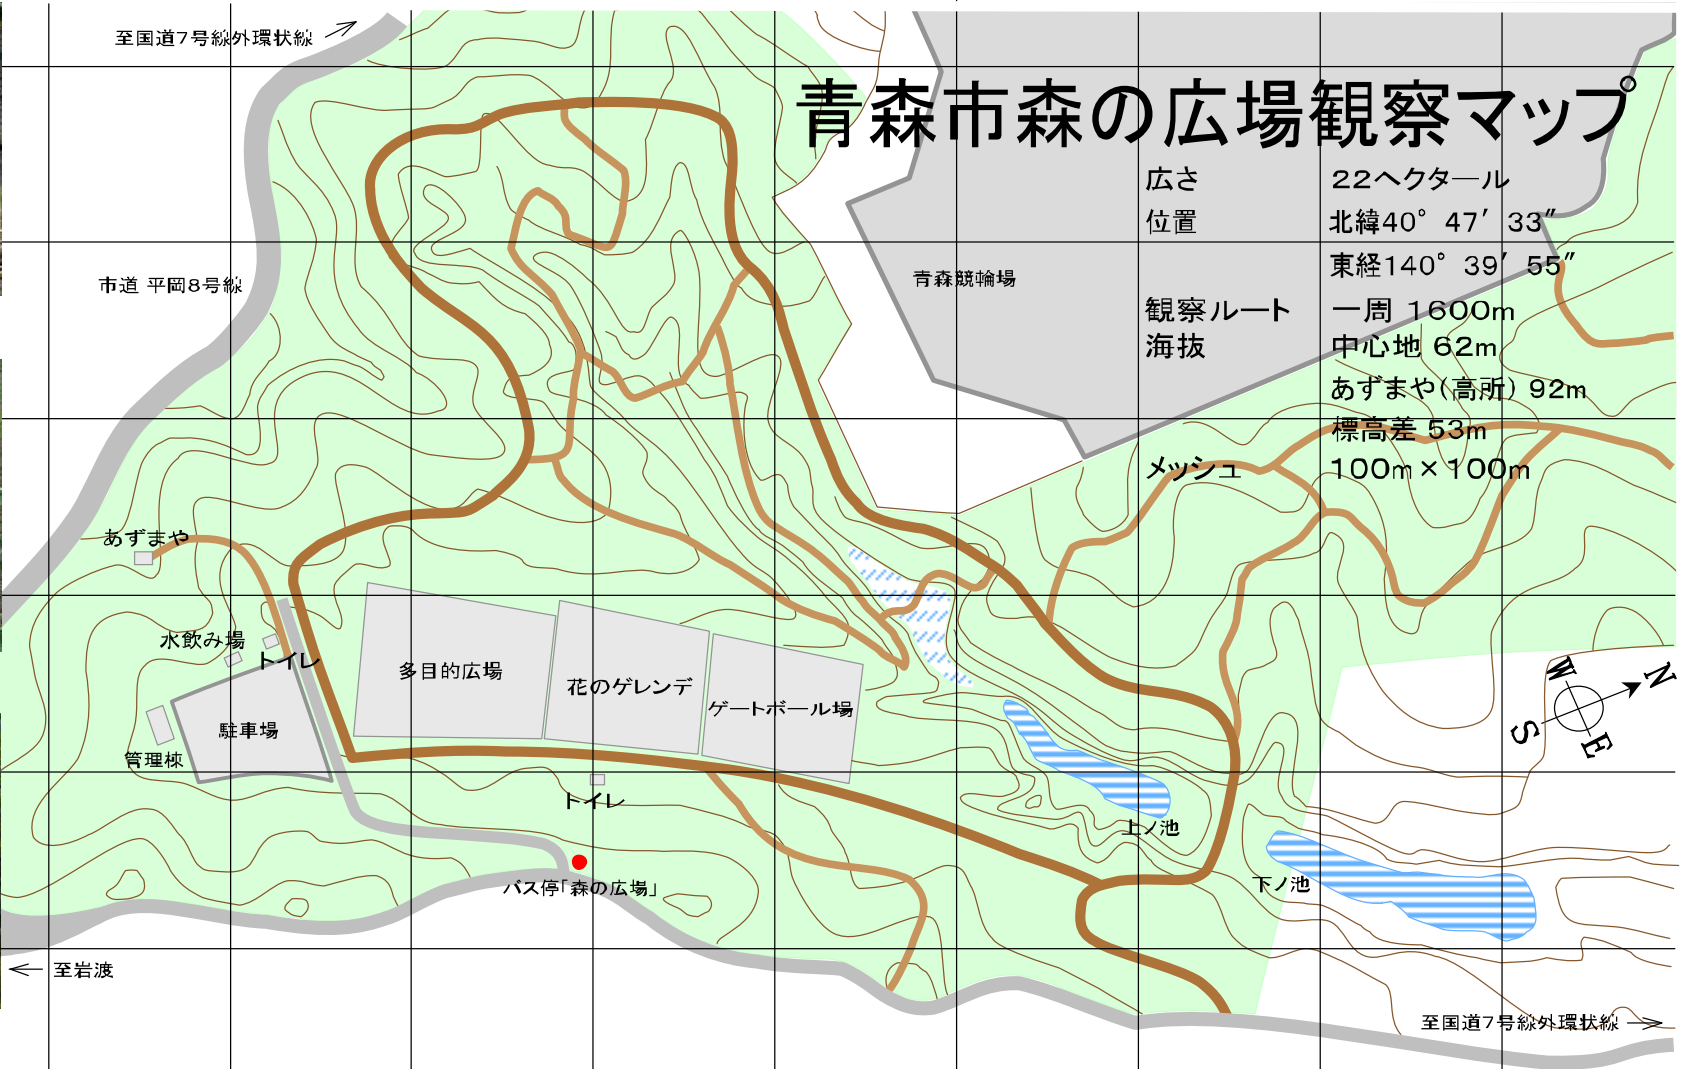 至国道7号線外環状線
青森市森の広場観察マップ
広さ 22ヘクタール
位置 北緯40°47′33″
東経140°39′55″
市道 平岡8号線
青森競輪場
観察ルート 一周 1600m
海抜 中心地 62m
あずまや(高所) 92m
標高差 53m
メッシュ 100m×100m
あずまや
水飲み場
トイレ
多目的広場
花のゲレンデ
ゲートボール場
駐車場
管理棟
トイレ
上ノ池
下ノ池
バス停「森の広場」
W N
S E
至岩渡
至国道7号線外環状線